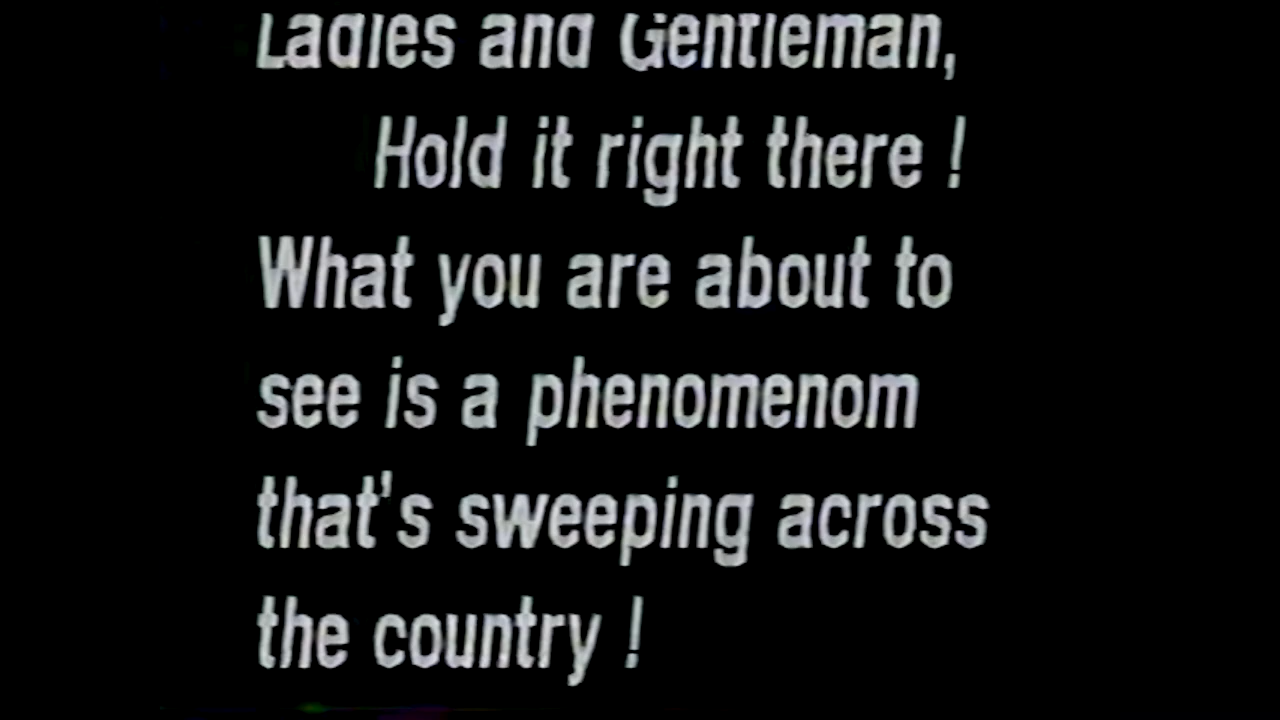 Ladies and Gentleman,
Hold it right there !
What you are about to
see is a phenomenom
that's sweeping across
the country !